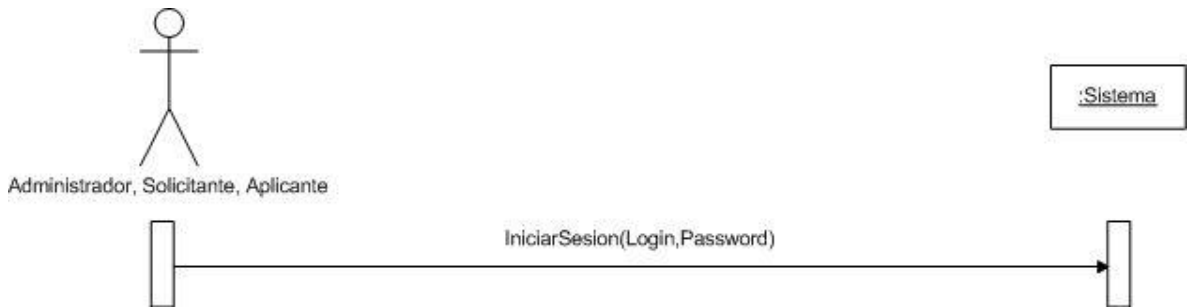 :Sistema
Administrador, Solicitante, Aplicante
IniciarSesion(Login,Password)